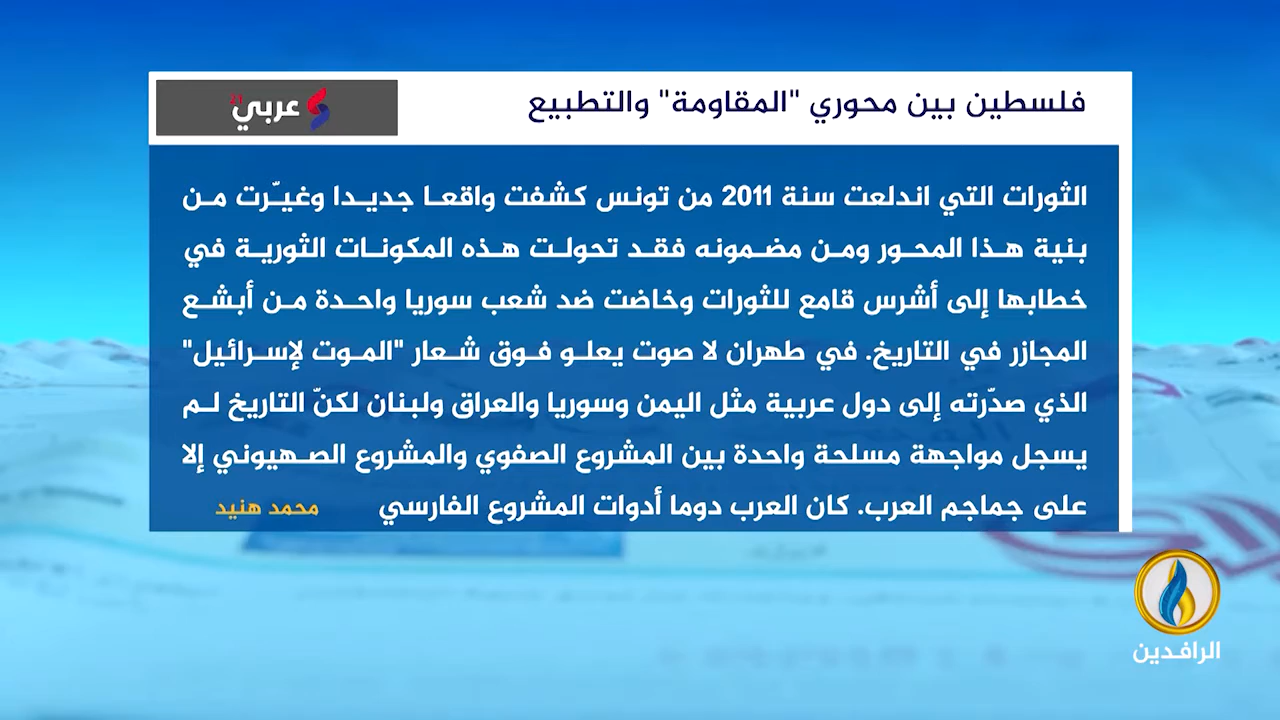 فلسطين بين محوري "المقاومة" والتطبيع
عربي21
الثورات التي اندلعت سنة 2011 من تونس كشفت واقعا جديدا وغيّرت من
بنية هذا المحور ومن مضمونه فقد تحولت هذه المكونات الثورية في
خطابها إلى أشرس قامع للثورات وخاضت ضد شعب سوريا واحدة من أبشع
المجازر في التاريخ. في طهران لا صوت يعلو فوق شعار "الموت لإسرائيل"
الذي صدّرته إلى دول عربية مثل اليمن وسوريا والعراق ولبنان لكنّ التاريخ لم
يسجل مواجهة مسلحة واحدة بين المشروع الصفوي والمشروع الصهيوني إلا
على جماجم العرب. كان العرب دوما أدوات المشروع الفارسي
محمد هنيد
الرافدين